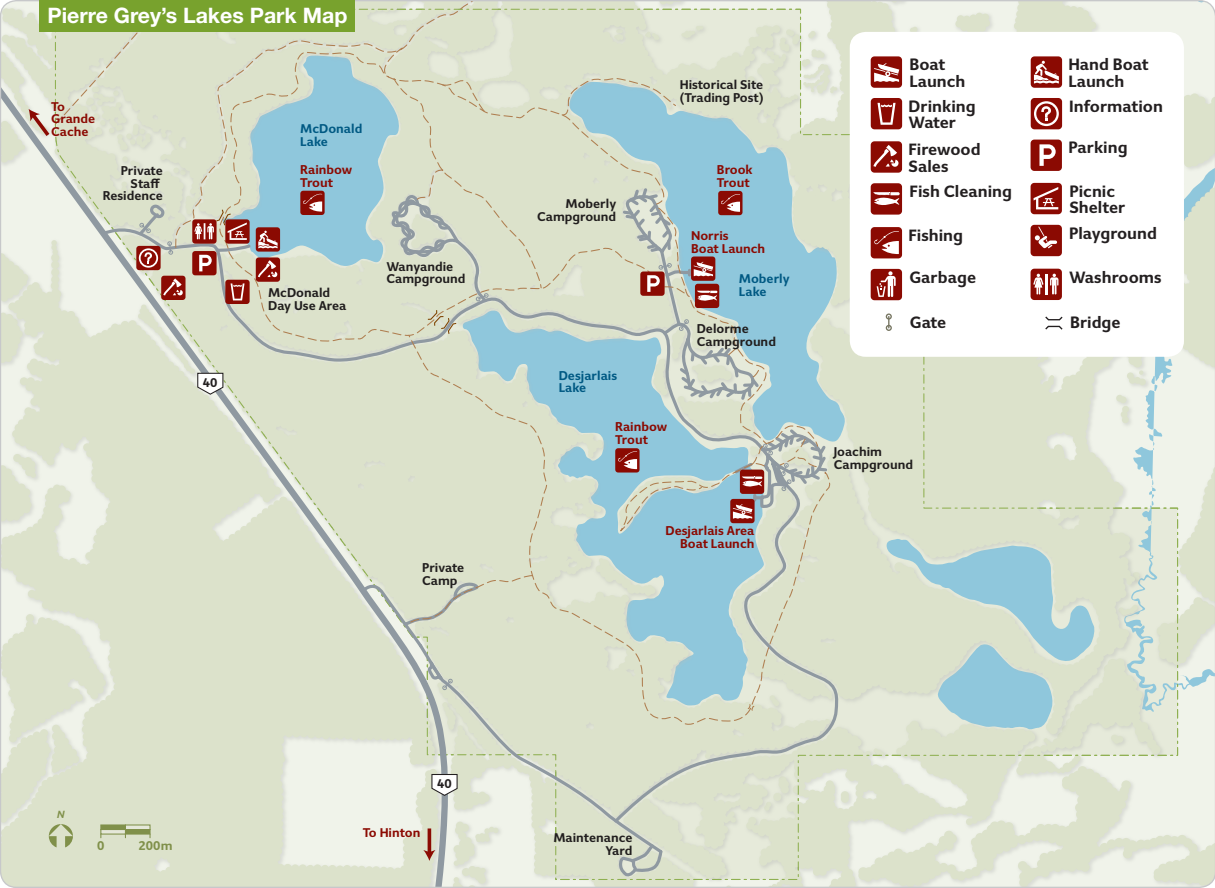 Pierre Grey's Lakes Park Map
To
Grande
Cache
Private
Staff
Residence
McDonald
Lake
Rainbow
Trout
P
?
McDonald
Day Use Area
Wanyandie
Campground
Historical Site
(Trading Post)
Brook
Trout
Moberly
Campground
Norris
Boat Launch
P
Moberly
Lake
Delorme
Campground
Desjarlais
Lake
Rainbow
Trout
Joachim
Campground
Desjarlais Area
Boat Launch
40
Private
Camp
40
To Hinton
Maintenance
Yard
N
0 200m
Boat
Launch
Hand Boat
Launch
Drinking
Water
? Information
Firewood
Sales
P Parking
Fish Cleaning
Picnic
Shelter
Fishing
Playground
Garbage
Washrooms
Gate
Bridge